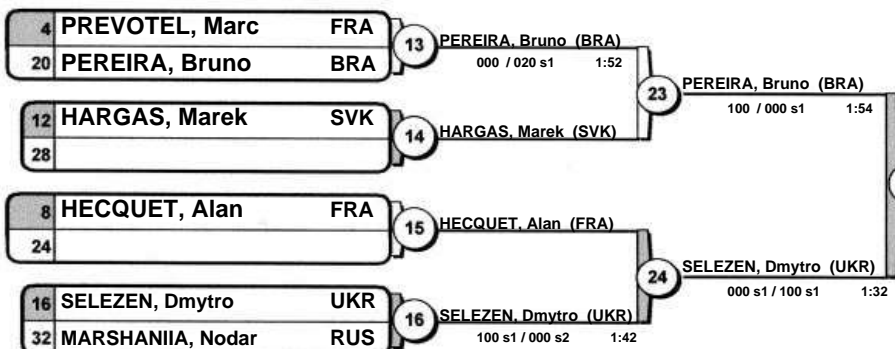 4 PREVOTEL, Marc FRA
20 PEREIRA, Bruno BRA
13
PEREIRA, Bruno (BRA)
000 / 020 s1 1:52
12 HARGAS, Marek SVK
28
14
HARGAS, Marek (SVK)
23
PEREIRA, Bruno (BRA)
100 / 000 s1 1:54
8 HECQUET, Alan FRA
24
15
HECQUET, Alan (FRA)
16 SELEZEN, Dmytro UKR
32 MARSHANIIA, Nodar RUS
16
SELEZEN, Dmytro (UKR)
100 s1 / 000 s2 1:42
24
SELEZEN, Dmytro (UKR)
000 s1 / 100 s1 1:32